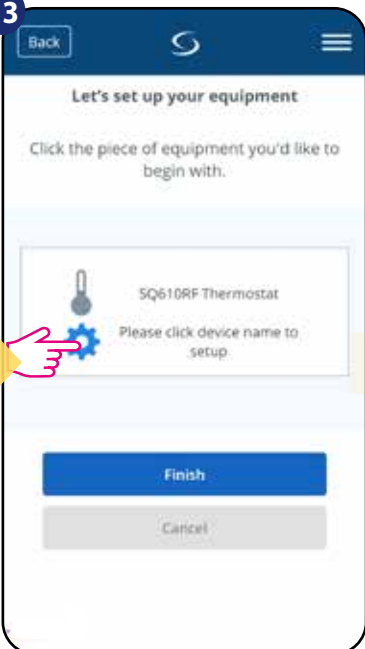 3
Back
Let's set up your equipment
Click the piece of equipment you'd like to
begin with.
SQ610RF Thermostat
Please click device name to
setup
Finish
Cancel